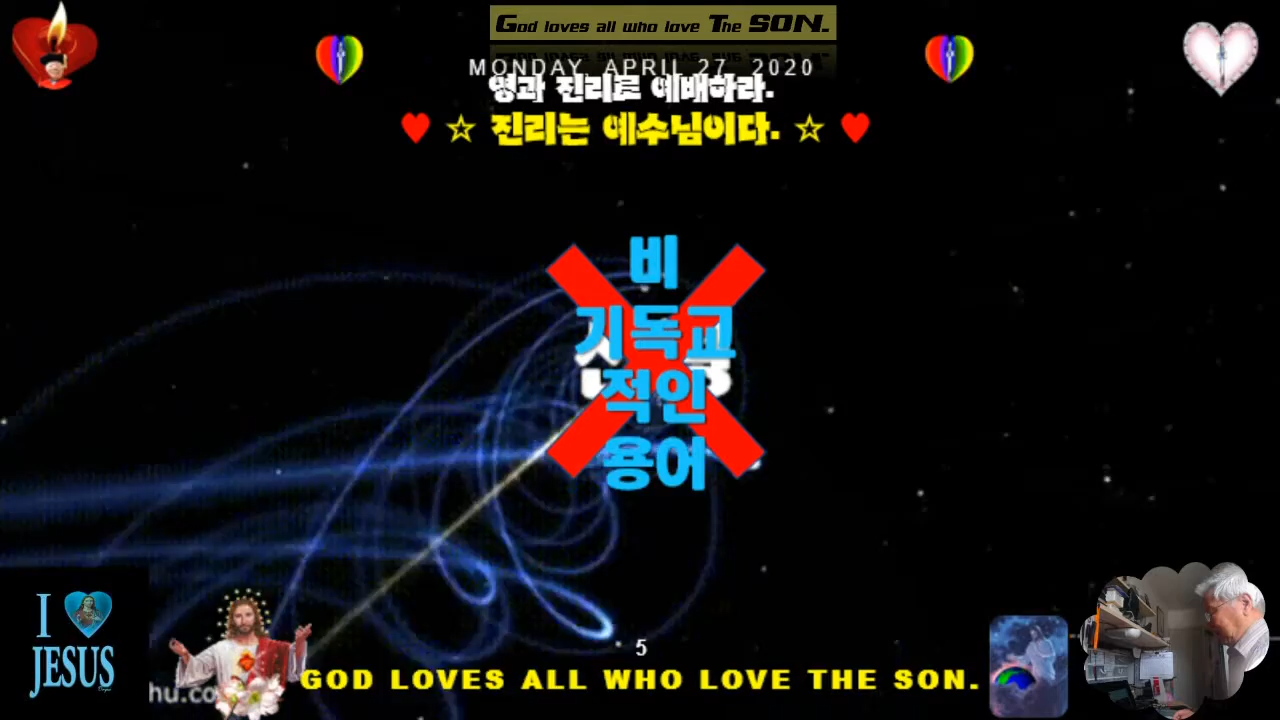 God loves all who love The SON.
MONDAY APRIL 27 2020
영과 진리로 예배하라.
♥ ☆ 진리는 예수님이다. ☆ ♥
비
기독교
적인
용어
I
JESUS
hu.co
5
GOD LOVES ALL WHO LOVE THE SON.